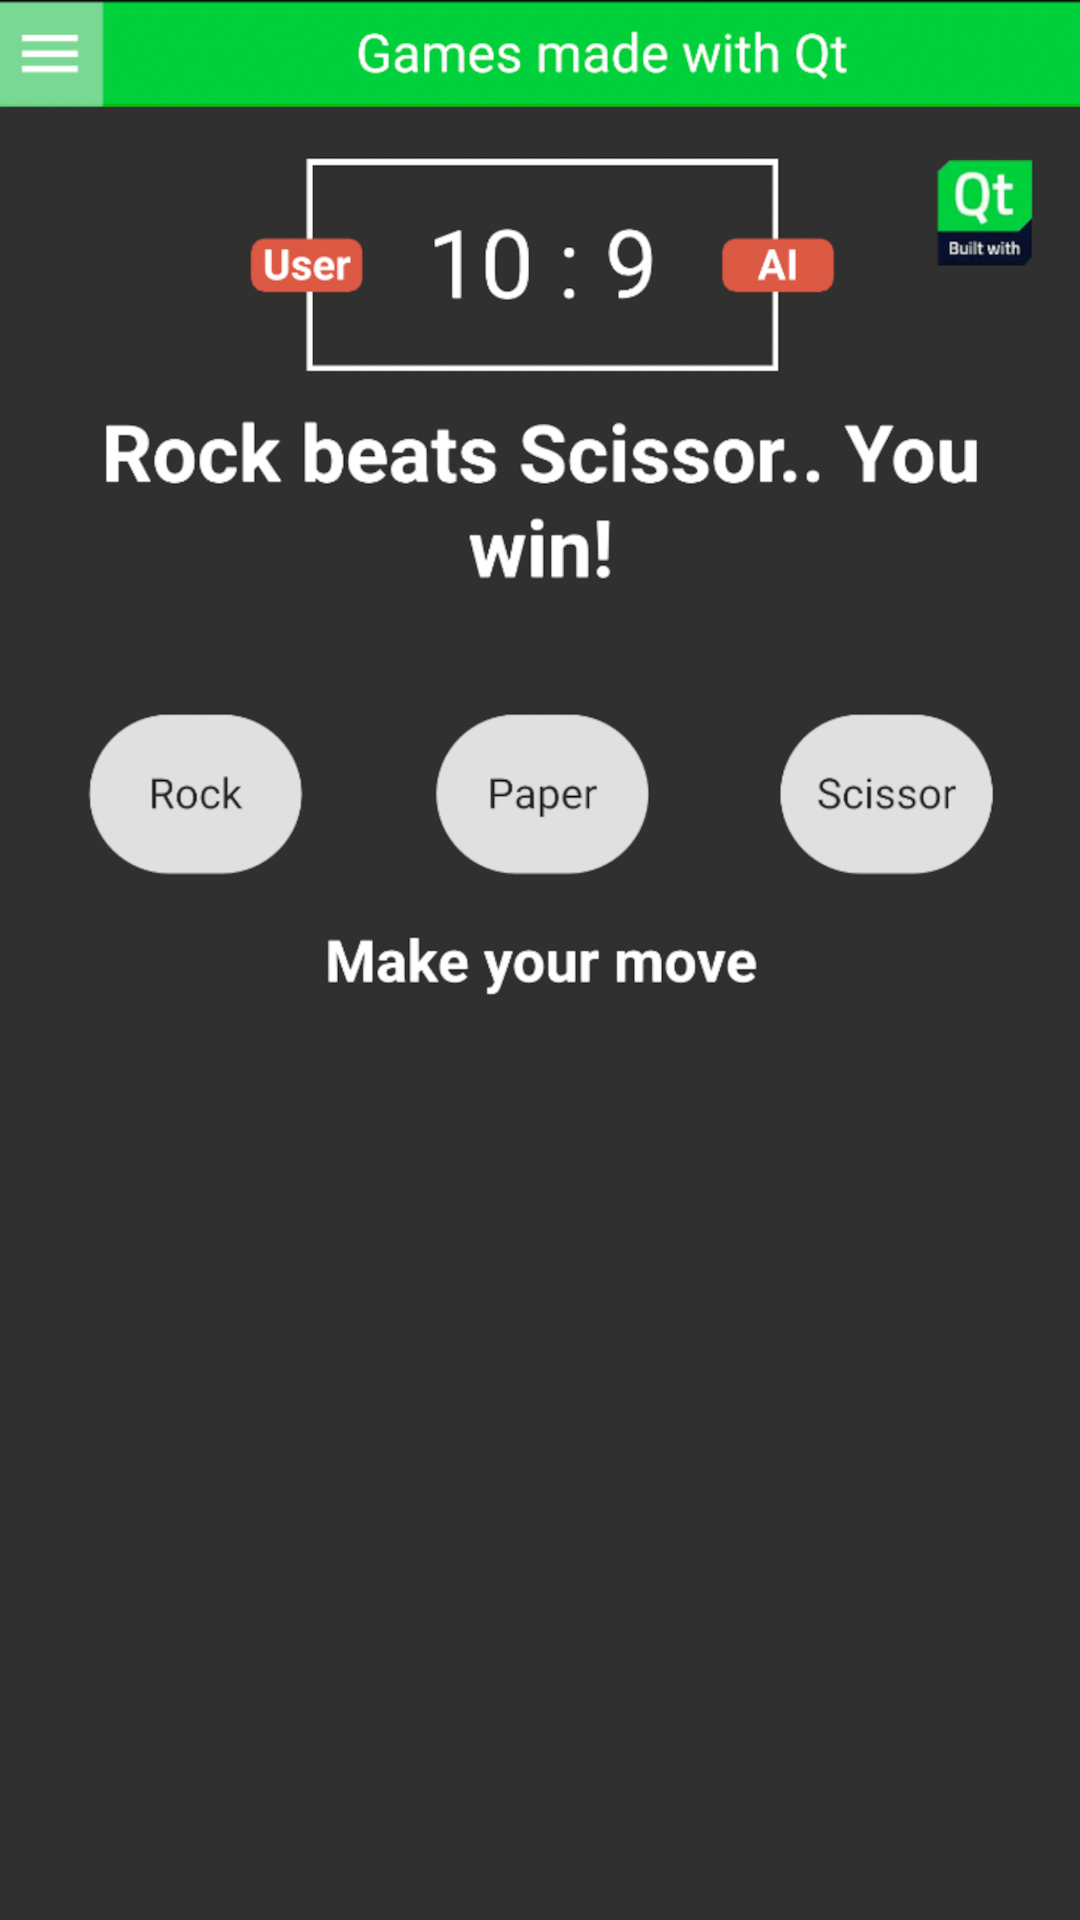 Games made with Qt
Qt
Built with
User 10 : 9 AI
Rock beats Scissor.. You
win!
Rock Paper Scissor
Make your move